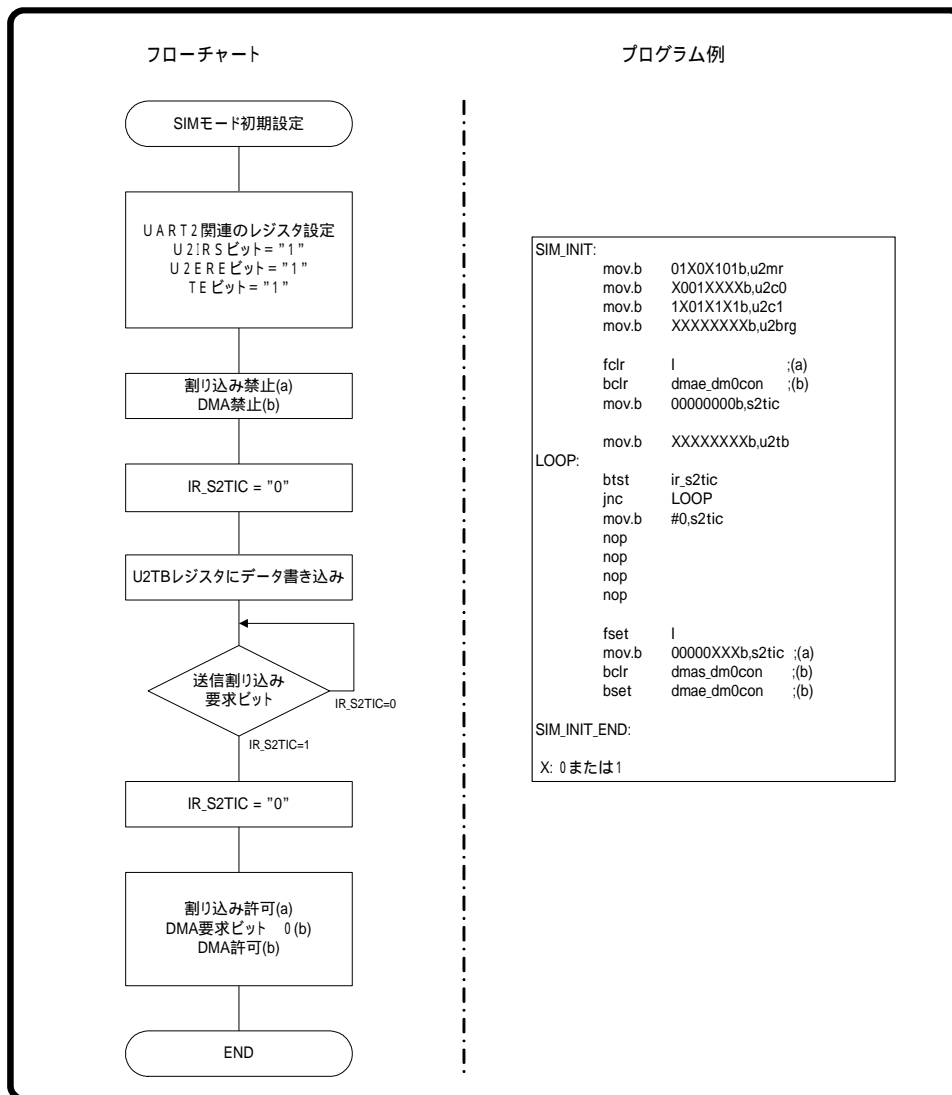 フローチャート
SIMモード初期設定
UART2関連のレジスタ設定
U2IRSビット="1"
U2EREビット="1"
TEビット="1"
割り込み禁止(a)
DMA禁止(b)
IR_S2TIC = "0"
U2TBレジスタにデータ書き込み
送信割り込み
要求ビット
IR_S2TIC=0
IR_S2TIC=1
IR_S2TIC = "0"
割り込み許可(a)
DMA要求ビット 0(b)
DMA許可(b)
END
プログラム例
SIM_INIT:
mov.b 01X0X101b,u2mr
mov.b X001XXXXb,u2c0
mov.b 1X01X1X1b,u2c1
mov.b XXXXXXXXb,u2brg
fclr I ;(a)
bclr dmae_dm0con ;(b)
mov.b 00000000b,s2tic
mov.b XXXXXXXXb,u2tb
LOOP:
btst ir_s2tic
jnc LOOP
mov.b #0,s2tic
nop
nop
nop
nop
fset I
mov.b 00000XXXb,s2tic ;(a)
bclr dmas_dm0con ;(b)
bset dmae_dm0con ;(b)
SIM_INIT_END:
X: 0または1